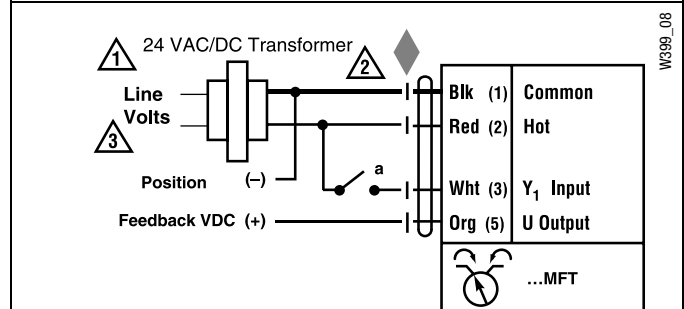 W399_08
1 24 VAC/DC Transformer 2
Line
Volts
3
Blk (1) Common
Red (2) Hot
a
Position (–)
Wht (3) Y₁ Input
Feedback VDC (+)
Org (5) U Output
...MFT